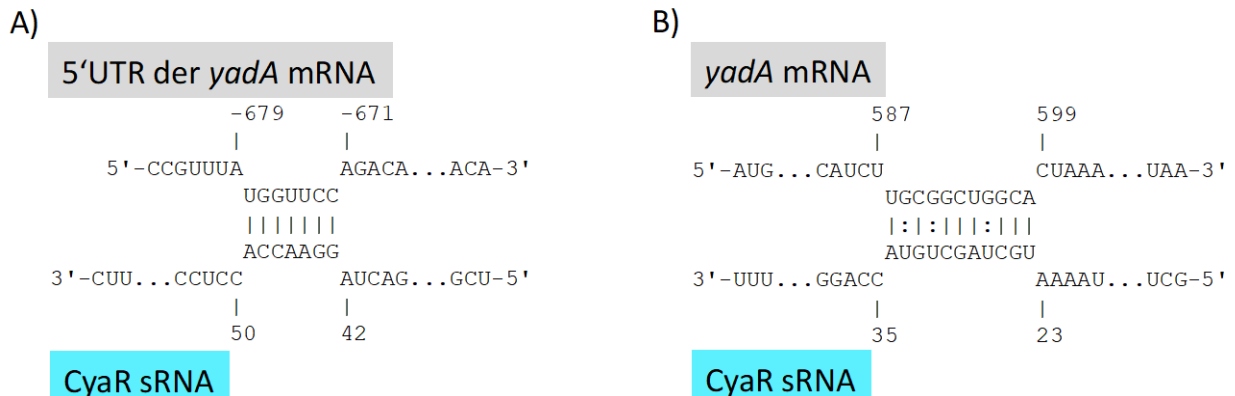 A)
5‘UTR der yadA mRNA
-679 -671
| |
5'-CCGUUUA AGACA...ACA-3'
UGGUUCC
|||||||
ACCAAGG
3'-CUU...CCUCC AUCAG...GCU-5'
| |
50 42
CyaR sRNA
B)
yadA mRNA
587 599
| |
5'-AUG...CAUCU CUAAA...UAA-3'
UGCGGCUGGCA
|:|:|||:|||
AUGUCGAUCGU
3'-UUU...GGACC AAAAU...UCG-5'
| |
35 23
CyaR sRNA